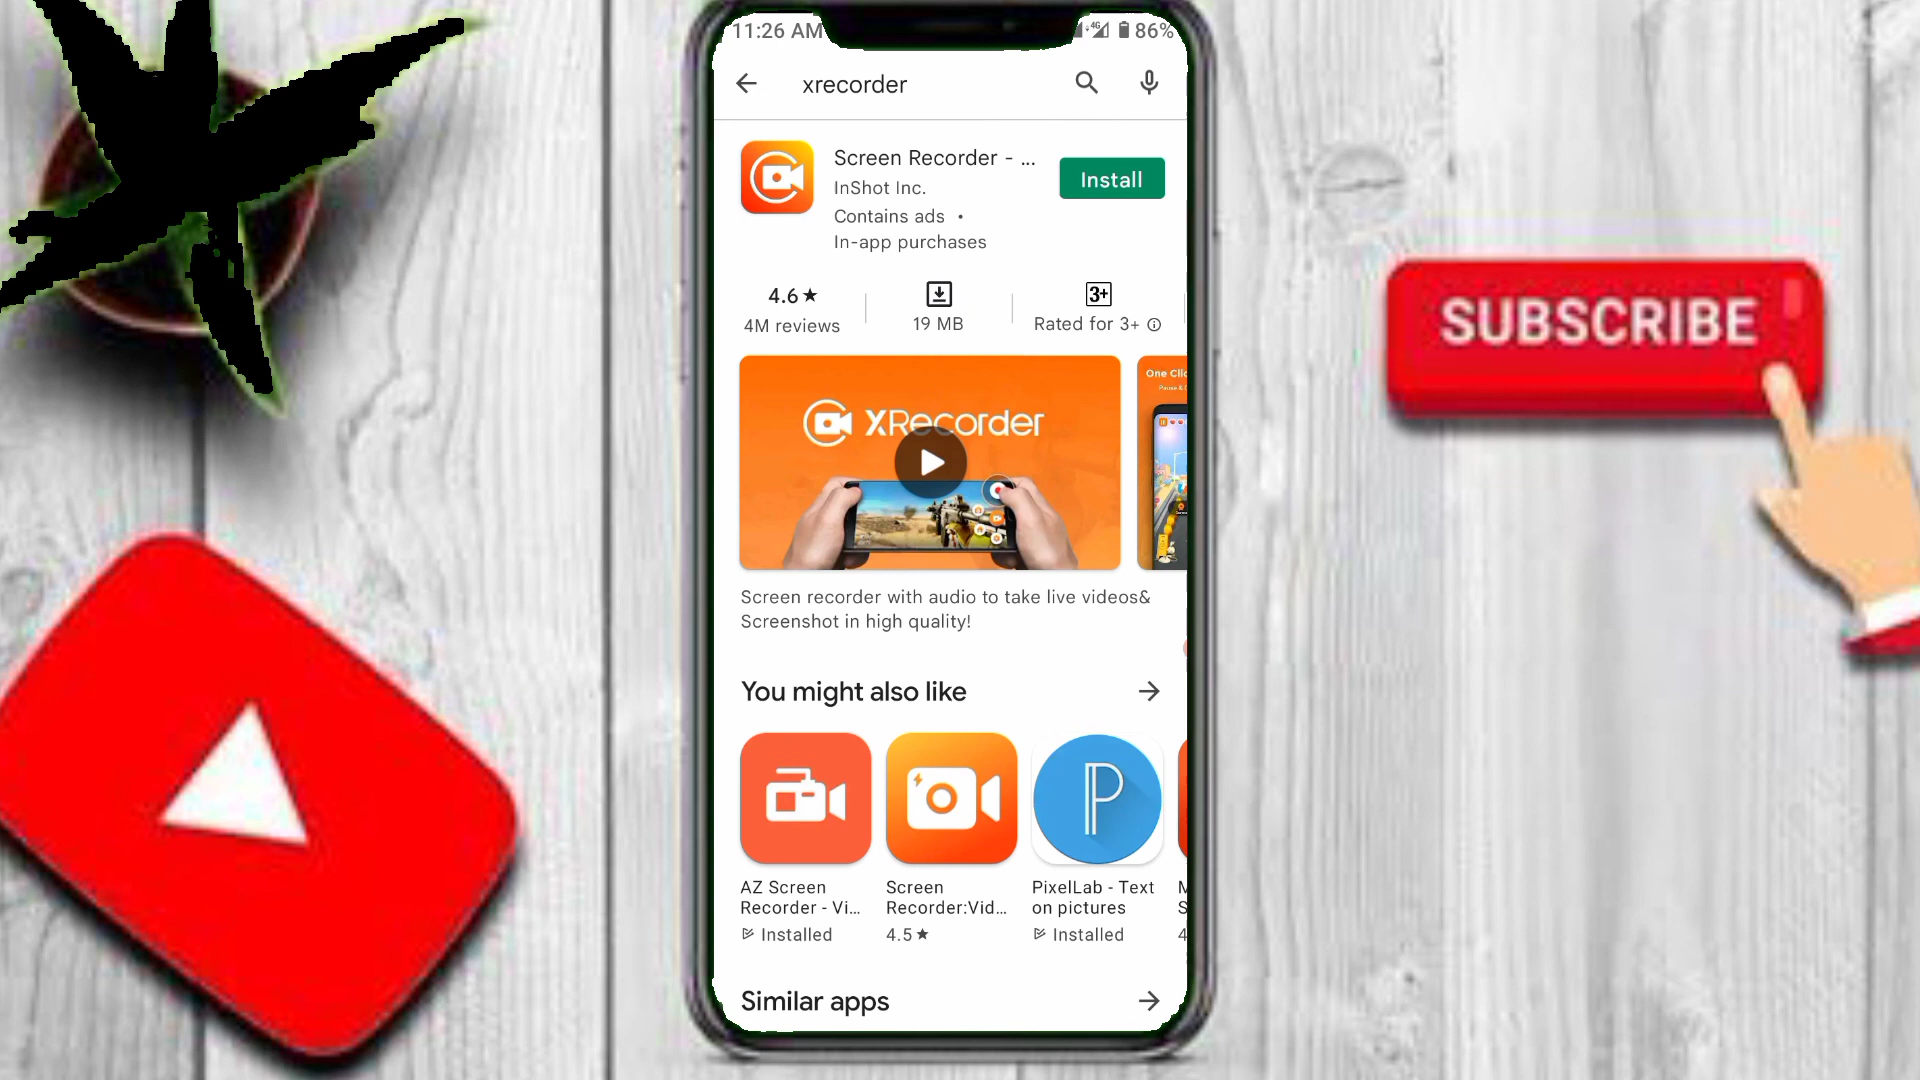 11:26 AM
4G
86%
xrecorder
Screen Recorder - ...
InShot Inc.
Install
Contains ads •
In-app purchases
4.6 ★
4M reviews
19 MB
3+
Rated for 3+
XRecorder
One Clic
Screen recorder with audio to take live videos&
Screenshot in high quality!
You might also like
AZ Screen
Recorder - Vi...
Installed
Screen
Recorder:Vid...
4.5 ★
PixelLab - Text
on pictures
Installed
Similar apps
SUBSCRIBE